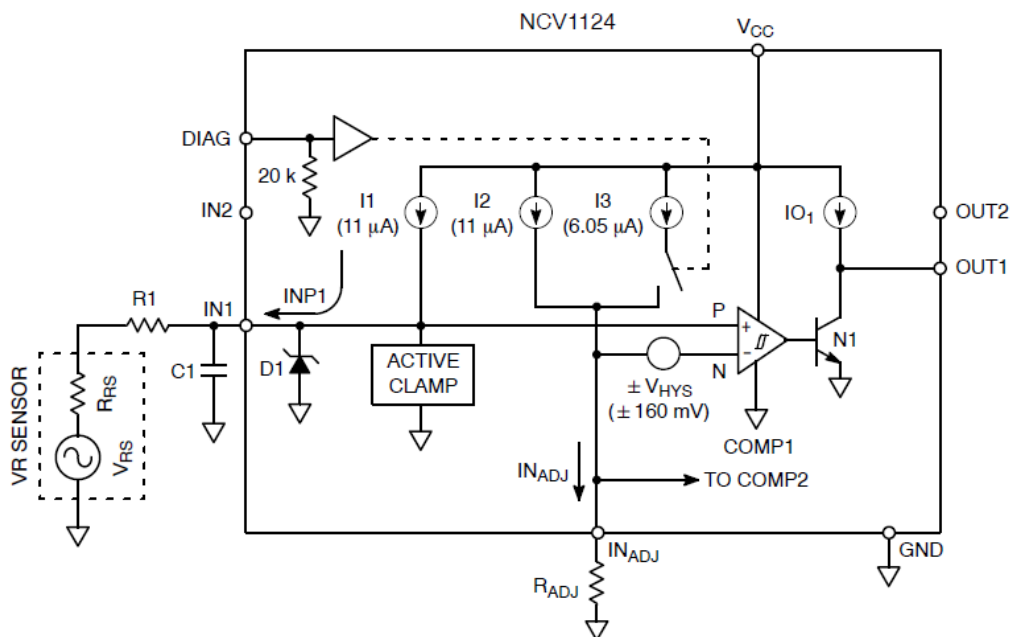 NCV1124
V_CC
DIAG
20 k
I1
(11 μA)
I2
(11 μA)
I3
(6.05 μA)
IO_1
IN2
OUT2
OUT1
INP1
R1
IN1
P
+
−
N
N1
C1
D1
ACTIVE
CLAMP
± V_HYS
(± 160 mV)
COMP1
VR SENSOR
R_RS
V_RS
IN_ADJ
TO COMP2
IN_ADJ
GND
R_ADJ